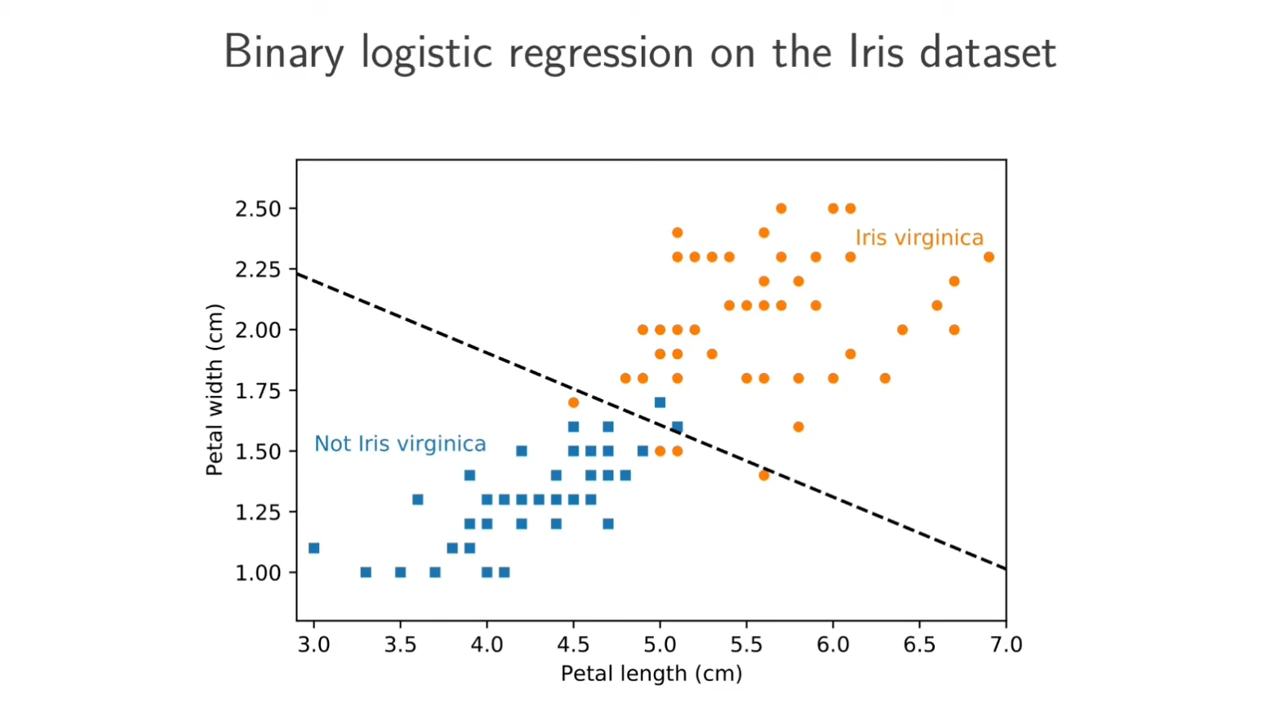 Binary logistic regression on the Iris dataset
2.50
2.25
2.00
1.75
1.50
1.25
1.00
Petal width (cm)
Iris virginica
Not Iris virginica
3.0 3.5 4.0 4.5 5.0 5.5 6.0 6.5 7.0
Petal length (cm)